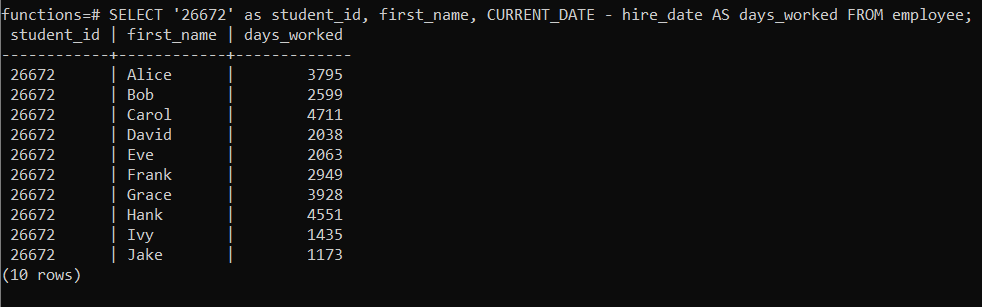 functions=# SELECT '26672' as student_id, first_name, CURRENT_DATE - hire_date AS days_worked FROM employee;
 student_id | first_name | days_worked
------------+------------+-------------
 26672      | Alice      |        3795
 26672      | Bob        |        2599
 26672      | Carol      |        4711
 26672      | David      |        2038
 26672      | Eve        |        2063
 26672      | Frank      |        2949
 26672      | Grace      |        3928
 26672      | Hank       |        4551
 26672      | Ivy        |        1435
 26672      | Jake       |        1173
(10 rows)